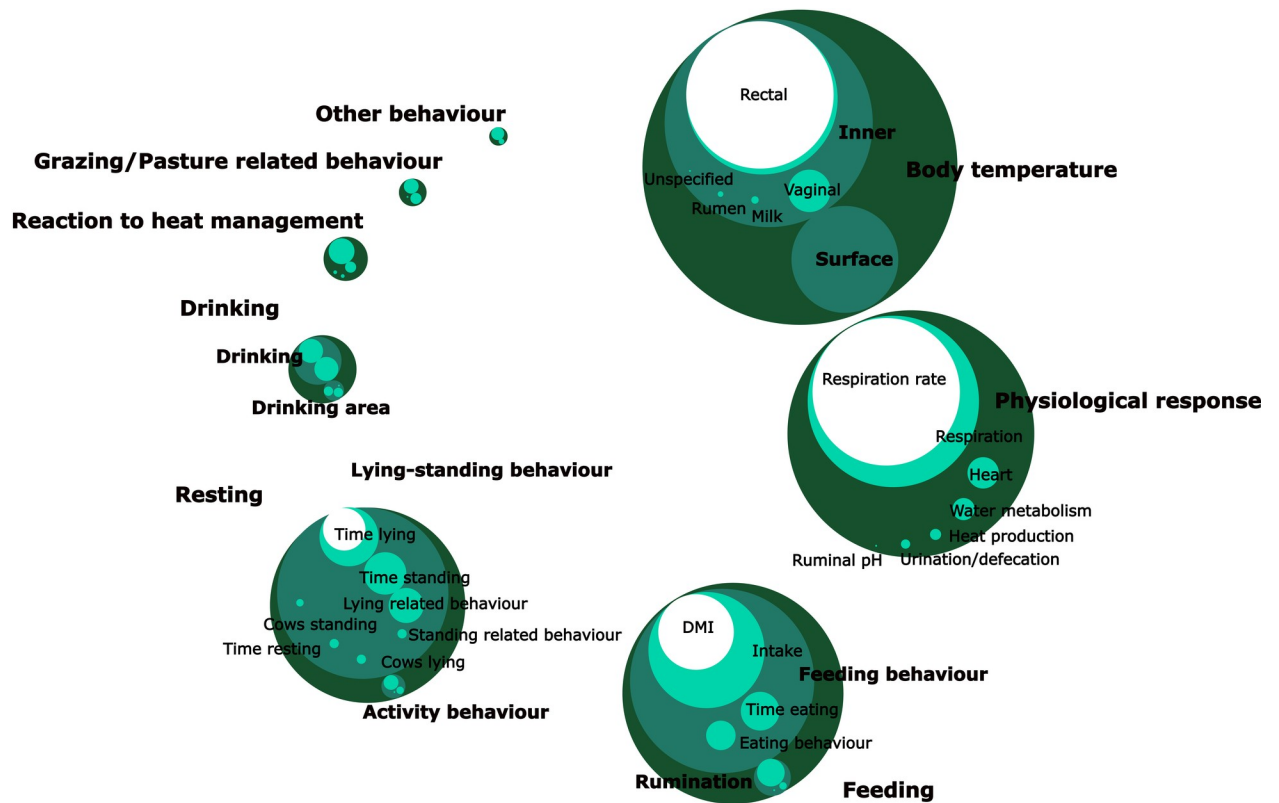 Other behaviour
Grazing/Pasture related behaviour
Reaction to heat management
Drinking
Drinking
Drinking area
Rectal
Inner
Body temperature
Unspecified
Vaginal
Rumen
Milk
Surface
Respiration rate
Physiological response
Respiration
Heart
Water metabolism
Heat production
Ruminal pH
Urination/defecation
Lying-standing behaviour
Resting
Time lying
Time standing
Lying related behaviour
Cows standing
Standing related behaviour
Time resting
Cows lying
Activity behaviour
DMI
Intake
Feeding behaviour
Time eating
Eating behaviour
Rumination
Feeding